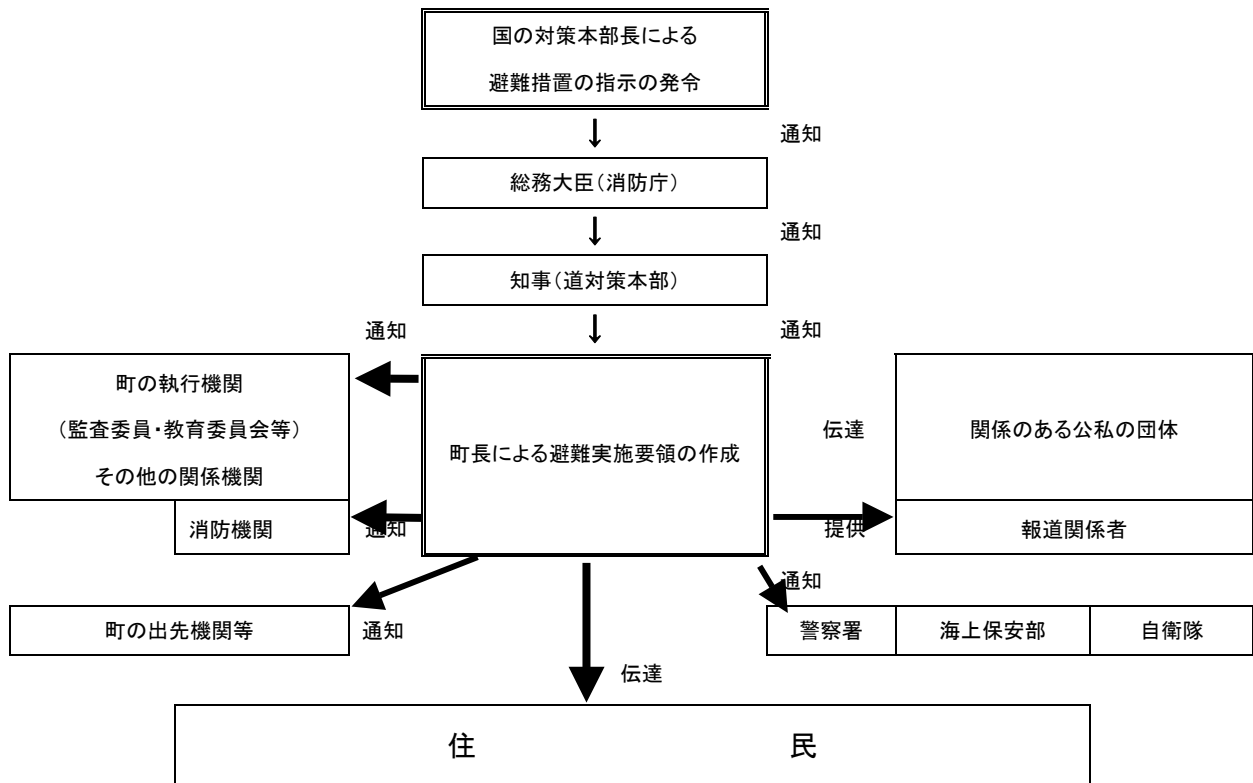 国の対策本部長による
避難措置の指示の発令
↓
通知
総務大臣（消防庁）
↓
通知
知事（道対策本部）
↓
通知
通知
町の執行機関
（監査委員・教育委員会等）
その他の関係機関
町長による避難実施要領の作成
伝達
関係のある公私の団体
消防機関
通知
提供
報道関係者
通知
町の出先機関等
通知
警察署
海上保安部
自衛隊
伝達
住 民